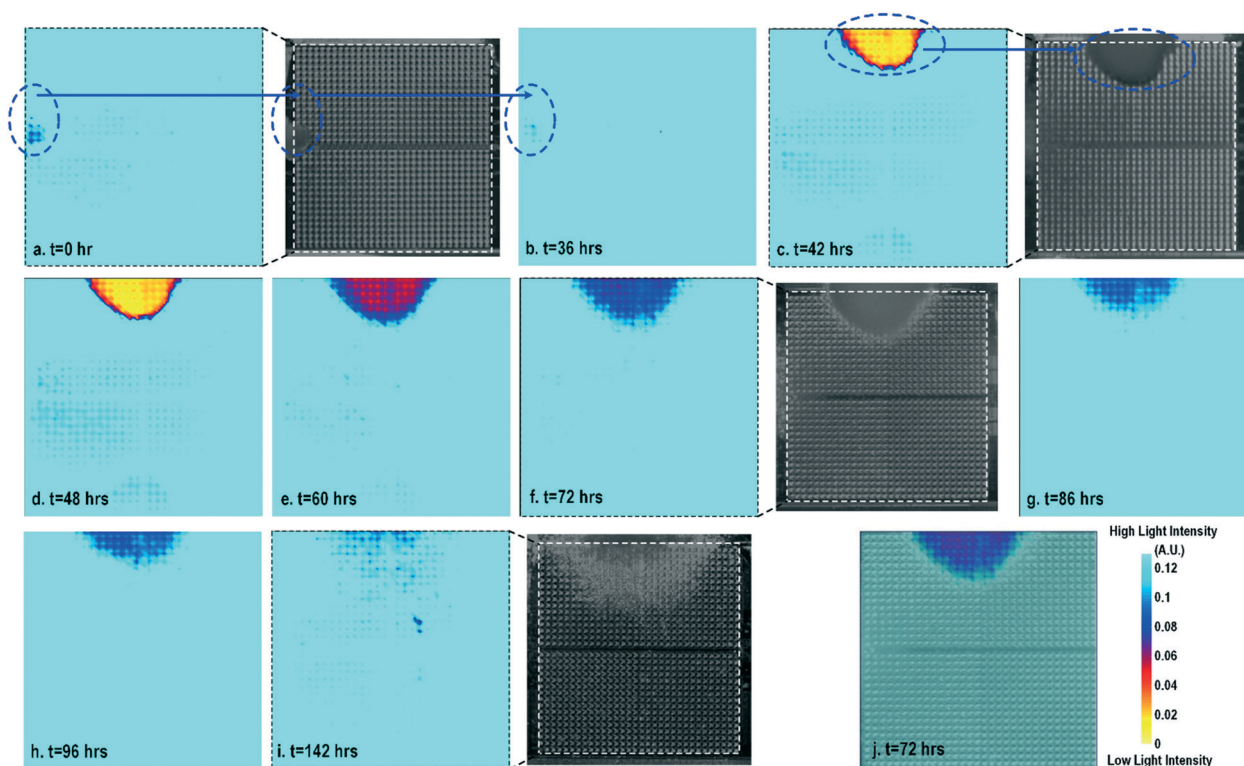 a. t=0 hr
b. t=36 hrs
c. t=42 hrs
d. t=48 hrs
e. t=60 hrs
f. t=72 hrs
g. t=86 hrs
h. t=96 hrs
i. t=142 hrs
j. t=72 hrs
High Light Intensity
(A.U.)
0.12
0.1
0.08
0.06
0.04
0.02
0
Low Light Intensity